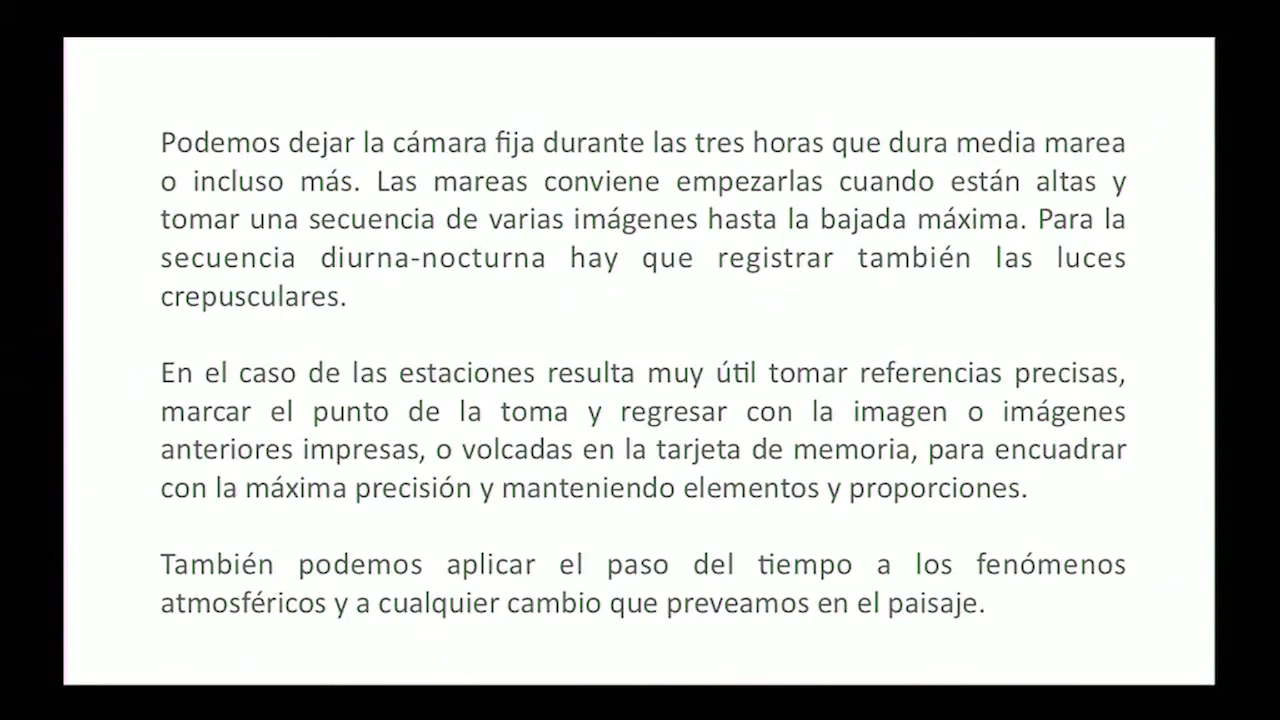 Podemos dejar la cámara fija durante las tres horas que dura media marea
o incluso más. Las mareas conviene empezarlas cuando están altas y
tomar una secuencia de varias imágenes hasta la bajada máxima. Para la
secuencia diurna-nocturna hay que registrar también las luces
crepusculares.
En el caso de las estaciones resulta muy útil tomar referencias precisas,
marcar el punto de la toma y regresar con la imagen o imágenes
anteriores impresas, o volcadas en la tarjeta de memoria, para encuadrar
con la máxima precisión y manteniendo elementos y proporciones.
También podemos aplicar el paso del tiempo a los fenómenos
atmosféricos y a cualquier cambio que preveamos en el paisaje.